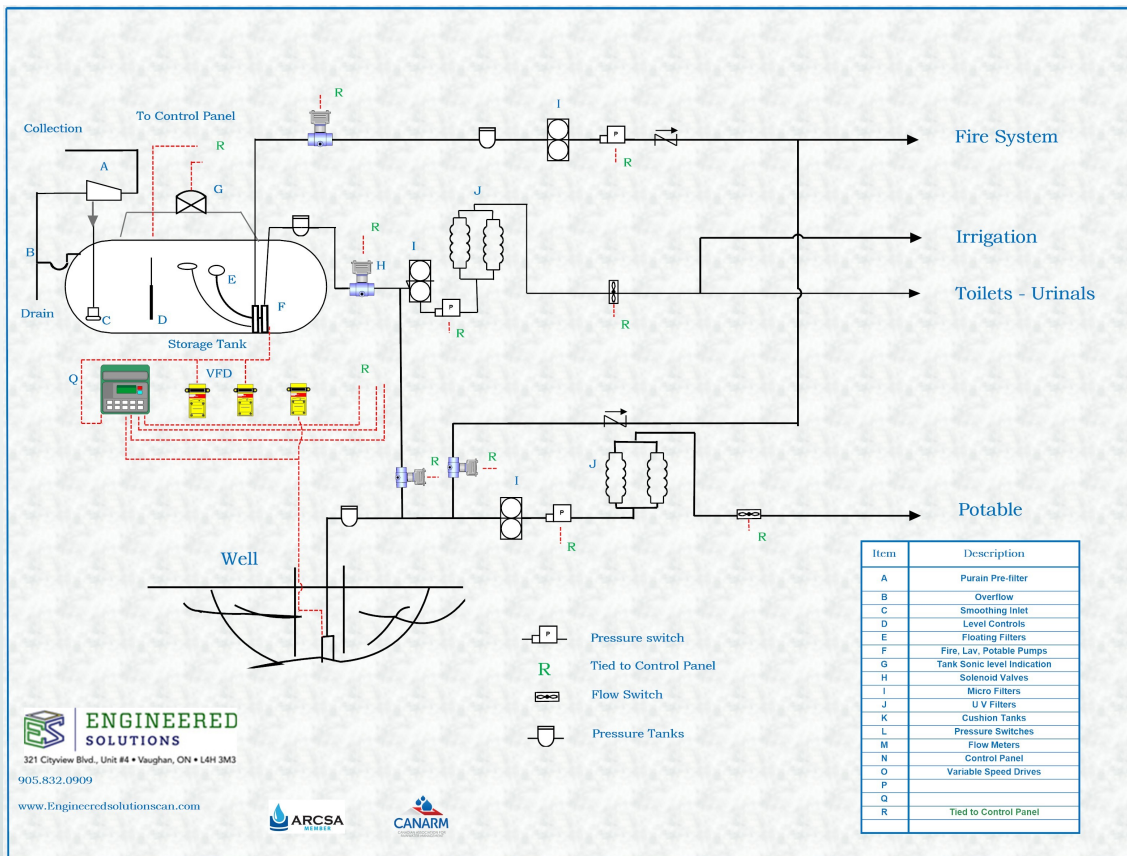 R
I
To Control Panel
Collection
P
Fire System
R
R
A
J
G
R
I
Irrigation
B
H
E
F
P
Toilets - Urinals
Drain
C
D
R
R
Storage Tank
Q
VFD
R
R
R
J
I
P
Potable
R
R
Well
P
Pressure switch
R
Tied to Control Panel
Flow Switch
Pressure Tanks
Item Description
A Purain Pre-filter
B Overflow
C Smoothing Inlet
D Level Controls
E Floating Filters
F Fire, Lav, Potable Pumps
G Tank Sonic level Indication
H Solenoid Valves
I Micro Filters
J U V Filters
K Cushion Tanks
L Pressure Switches
M Flow Meters
N Control Panel
O Variable Speed Drives
P
Q
R Tied to Control Panel
ES
ENGINEERED
SOLUTIONS
321 Cityview Blvd., Unit #4 • Vaughan, ON • L4H 3M3
905.832.0909
www.Engineeredsolutionscan.com
ARCSA
MEMBER
CANARM